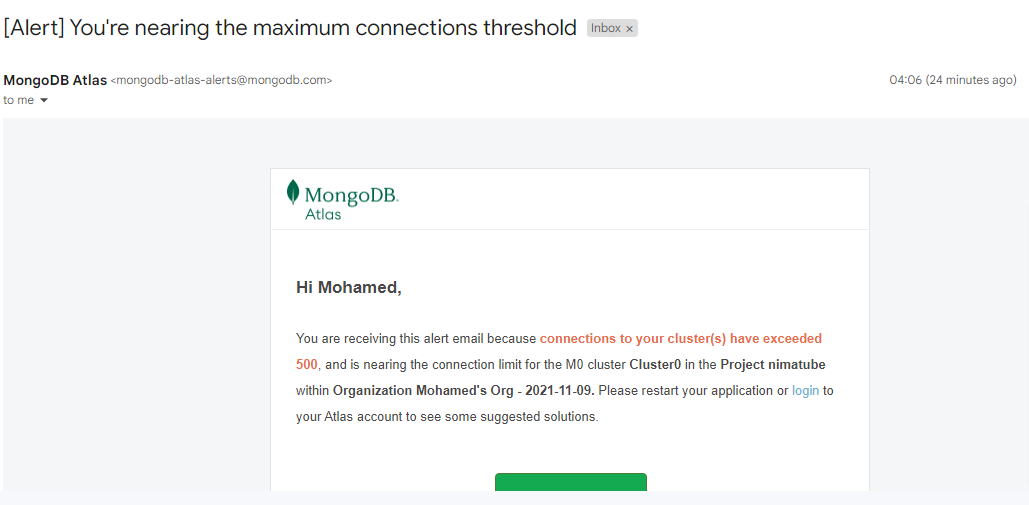 [Alert] You're nearing the maximum connections threshold Inbox x
MongoDB Atlas <mongodb-atlas-alerts@mongodb.com> 04:06 (24 minutes ago)
to me
MongoDB.
Atlas
Hi Mohamed,
You are receiving this alert email because connections to your cluster(s) have exceeded
500, and is nearing the connection limit for the M0 cluster Cluster0 in the Project nimatube
within Organization Mohamed's Org - 2021-11-09. Please restart your application or login to
your Atlas account to see some suggested solutions.